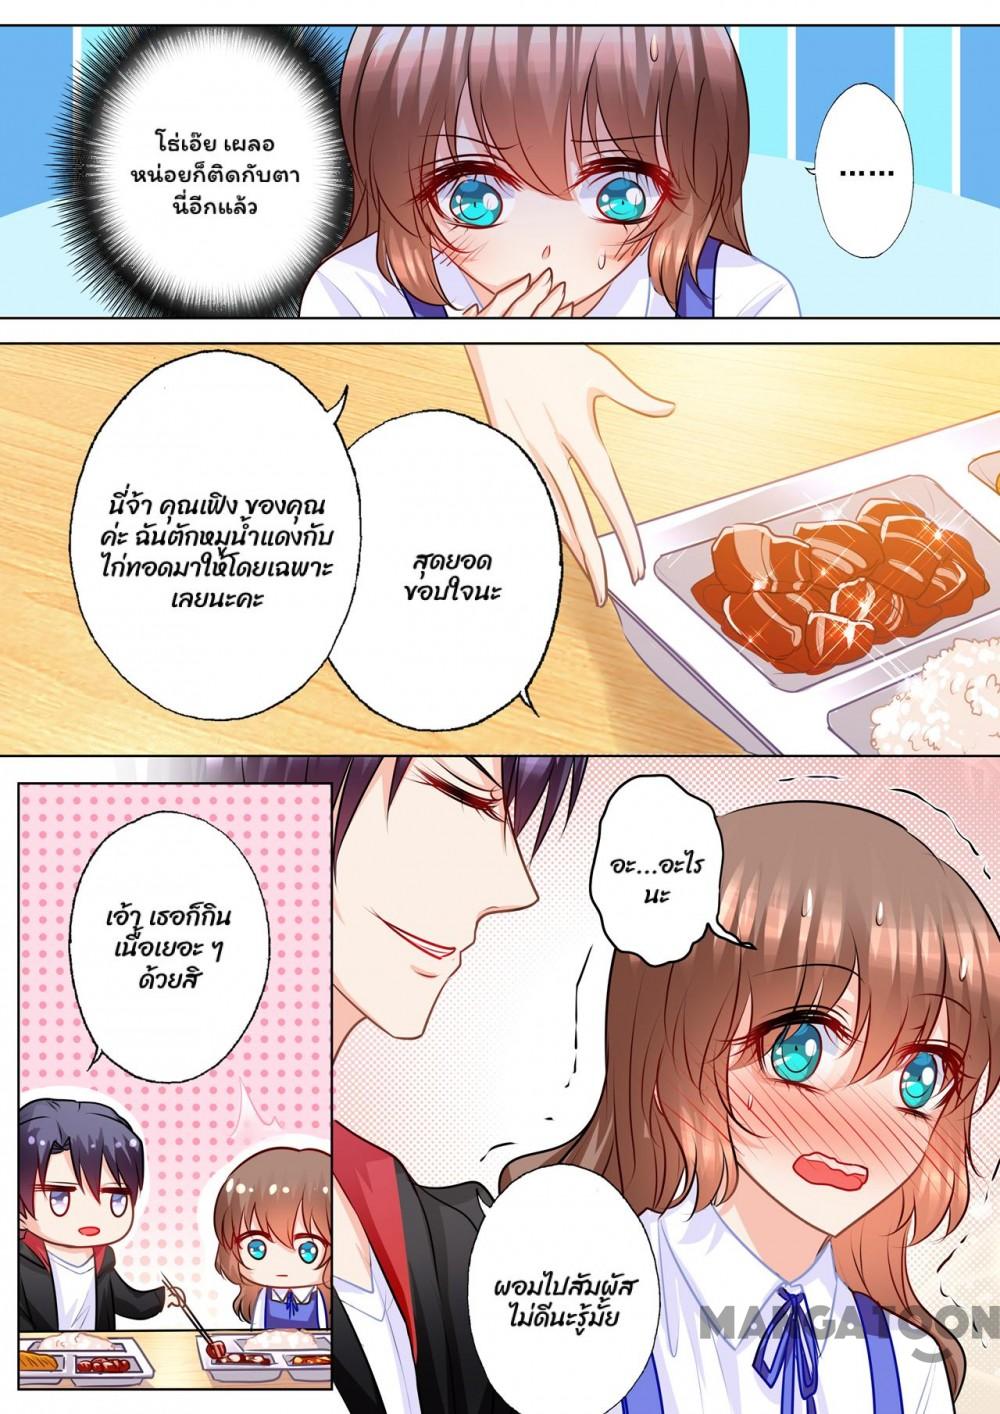 โธ่เอ๊ย เผลอ
หน่อยก็ติดกับตา
นี่อีกแล้ว
......
นี่จ้า คุณเฟิง ของคุณ
ค่ะ ฉันตักหมูน้ำแดงกับ
ไก่ทอดมาให้โดยเฉพาะ
เลยนะคะ
สุดยอด
ขอบใจนะ
เอ้า เธอก็กิน
เนื้อเยอะ ๆ
ด้วยสิ
อะ...อะไร
นะ
ผอมไปสัมผัส
ไม่ดีนะรู้มั้ย
MANGATOON